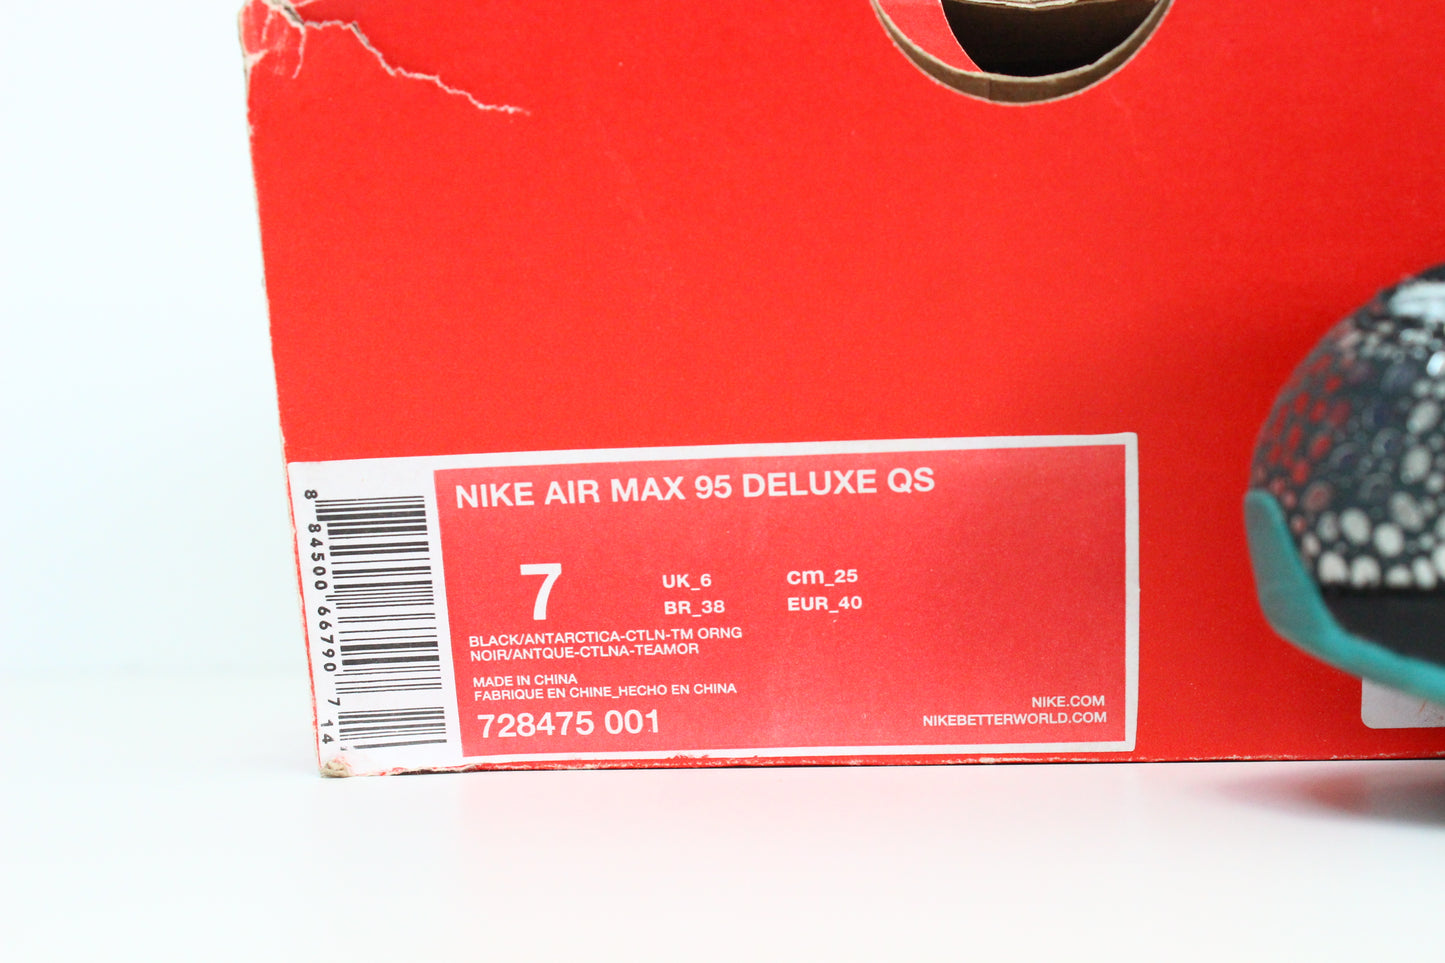 NIKE AIR MAX 95 DELUXE QS
7
UK_6 cm_25
BR_38 EUR_40
BLACK/ANTARCTICA-CTLN-TM ORNG
NOIR/ANTQUE-CTLNA-TEAMOR
MADE IN CHINA
FABRIQUE EN CHINE_HECHO EN CHINA
728475 001
NIKE.COM
NIKEBETTERWORLD.COM
8 84500 66790 7 14